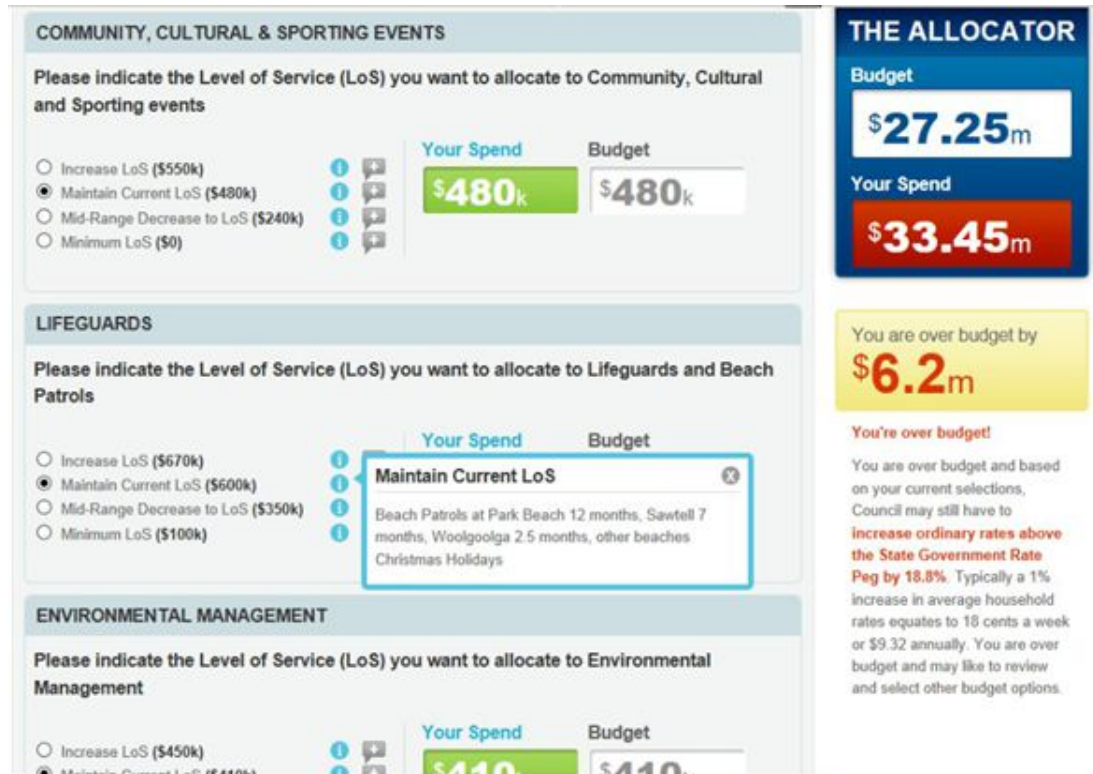 COMMUNITY, CULTURAL & SPORTING EVENTS
Please indicate the Level of Service (LoS) you want to allocate to Community, Cultural
and Sporting events
Your Spend
Budget
Increase LoS ($550k)
Maintain Current LoS ($480k)
Mid-Range Decrease to LoS ($240k)
Minimum LoS ($0)
$480k
$480k
LIFEGUARDS
Please indicate the Level of Service (LoS) you want to allocate to Lifeguards and Beach
Patrols
Your Spend
Budget
Increase LoS ($670k)
Maintain Current LoS ($600k)
Mid-Range Decrease to LoS ($350k)
Minimum LoS ($100k)
Maintain Current LoS
Beach Patrols at Park Beach 12 months, Sawtell 7
months, Woolgoolga 2.5 months, other beaches
Christmas Holidays
ENVIRONMENTAL MANAGEMENT
Please indicate the Level of Service (LoS) you want to allocate to Environmental
Management
Your Spend
Budget
Increase LoS ($450k)
Maintain Current LoS ($410k)
$410k
$410k
THE ALLOCATOR
Budget
$27.25m
Your Spend
$33.45m
You are over budget by
$6.2m
You're over budget!
You are over budget and based
on your current selections,
Council may still have to
increase ordinary rates above
the State Government Rate
Peg by 18.8%. Typically a 1%
increase in average household
rates equates to 18 cents a week
or $9.32 annually. You are over
budget and may like to review
and select other budget options.